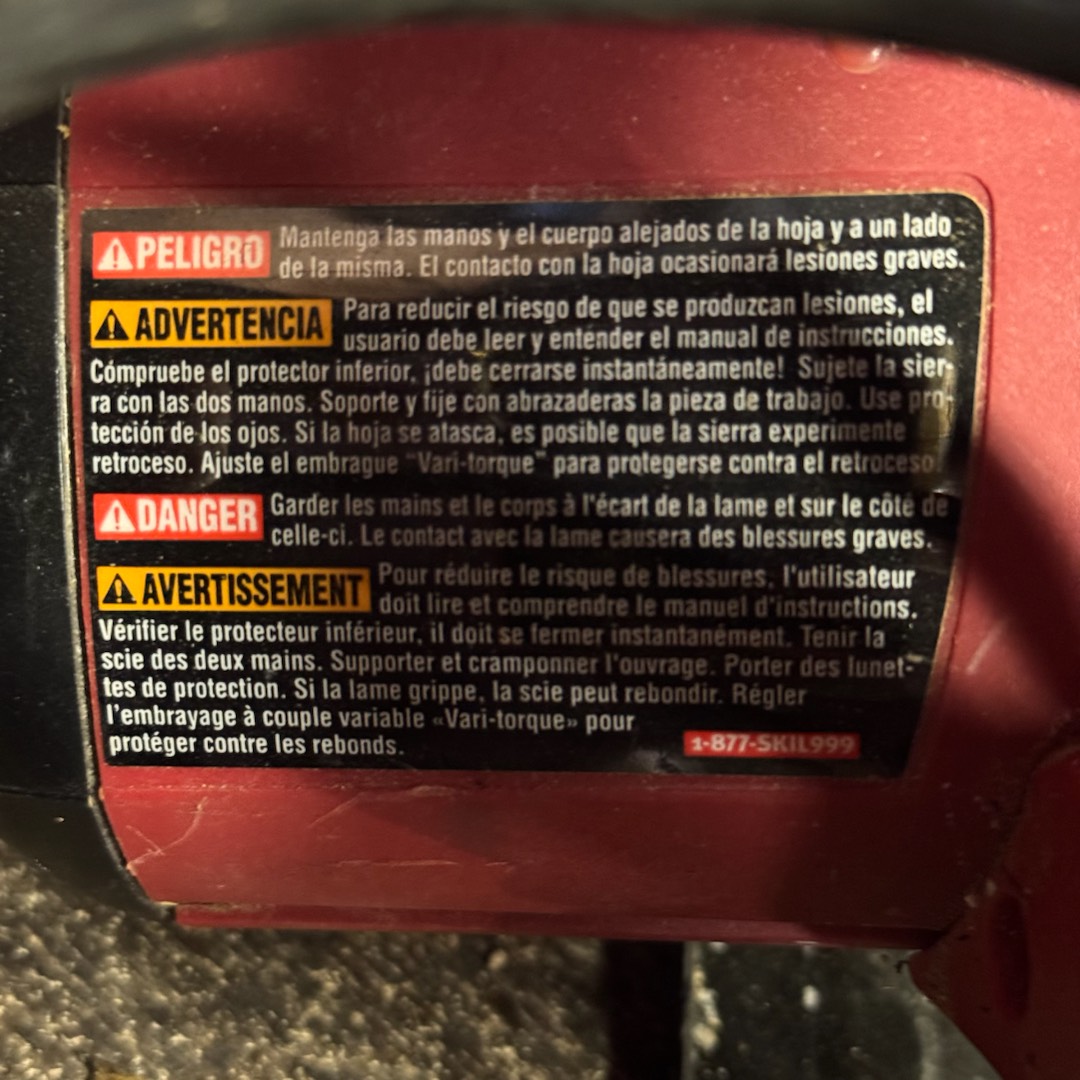 PELIGRO Mantenga las manos y el cuerpo alejados de la hoja y a un lado
de la misma. El contacto con la hoja ocasionará lesiones graves.
ADVERTENCIA Para reducir el riesgo de que se produzcan lesiones, el
usuario debe leer y entender el manual de instrucciones.
Cómpruebe el protector inferior, ¡debe cerrarse instantáneamente! Sujete la sier-
ra con las dos manos. Soporte y fije con abrazaderas la pieza de trabajo. Use pro-
tección de los ojos. Si la hoja se atasca, es posible que la sierra experimente
retroceso. Ajuste el embrague "Vari-torque" para protegerse contra el retroceso.
DANGER Garder les mains et le corps à l'écart de la lame et sur le côté de
celle-ci. Le contact avec la lame causera des blessures graves.
AVERTISSEMENT Pour réduire le risque de blessures, l'utilisateur
doit lire et comprendre le manuel d'instructions.
Vérifier le protecteur inférieur, il doit se fermer instantanément. Tenir la
scie des deux mains. Supporter et cramponner l'ouvrage. Porter des lunet-
tes de protection. Si la lame grippe, la scie peut rebondir. Régler
l'embrayage à couple variable «Vari-torque» pour
protéger contre les rebonds.
1-877-SKIL999